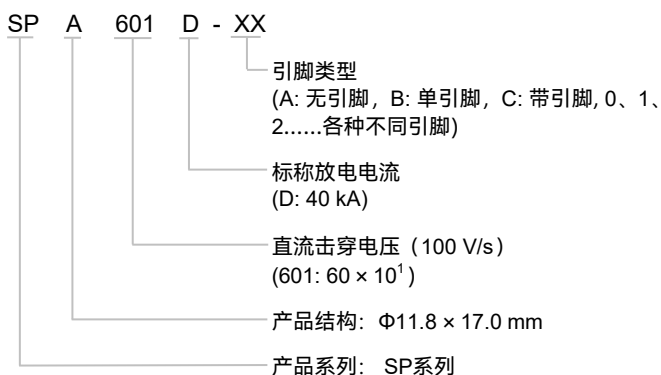 SP A 601 D - XX
引脚类型
(A: 无引脚，B: 单引脚，C: 带引脚, 0、1、
2......各种不同引脚)
标称放电电流
(D: 40 kA)
直流击穿电压（100 V/s）
(601: 60 × 10¹)
产品结构: Φ11.8 × 17.0 mm
产品系列: SP系列